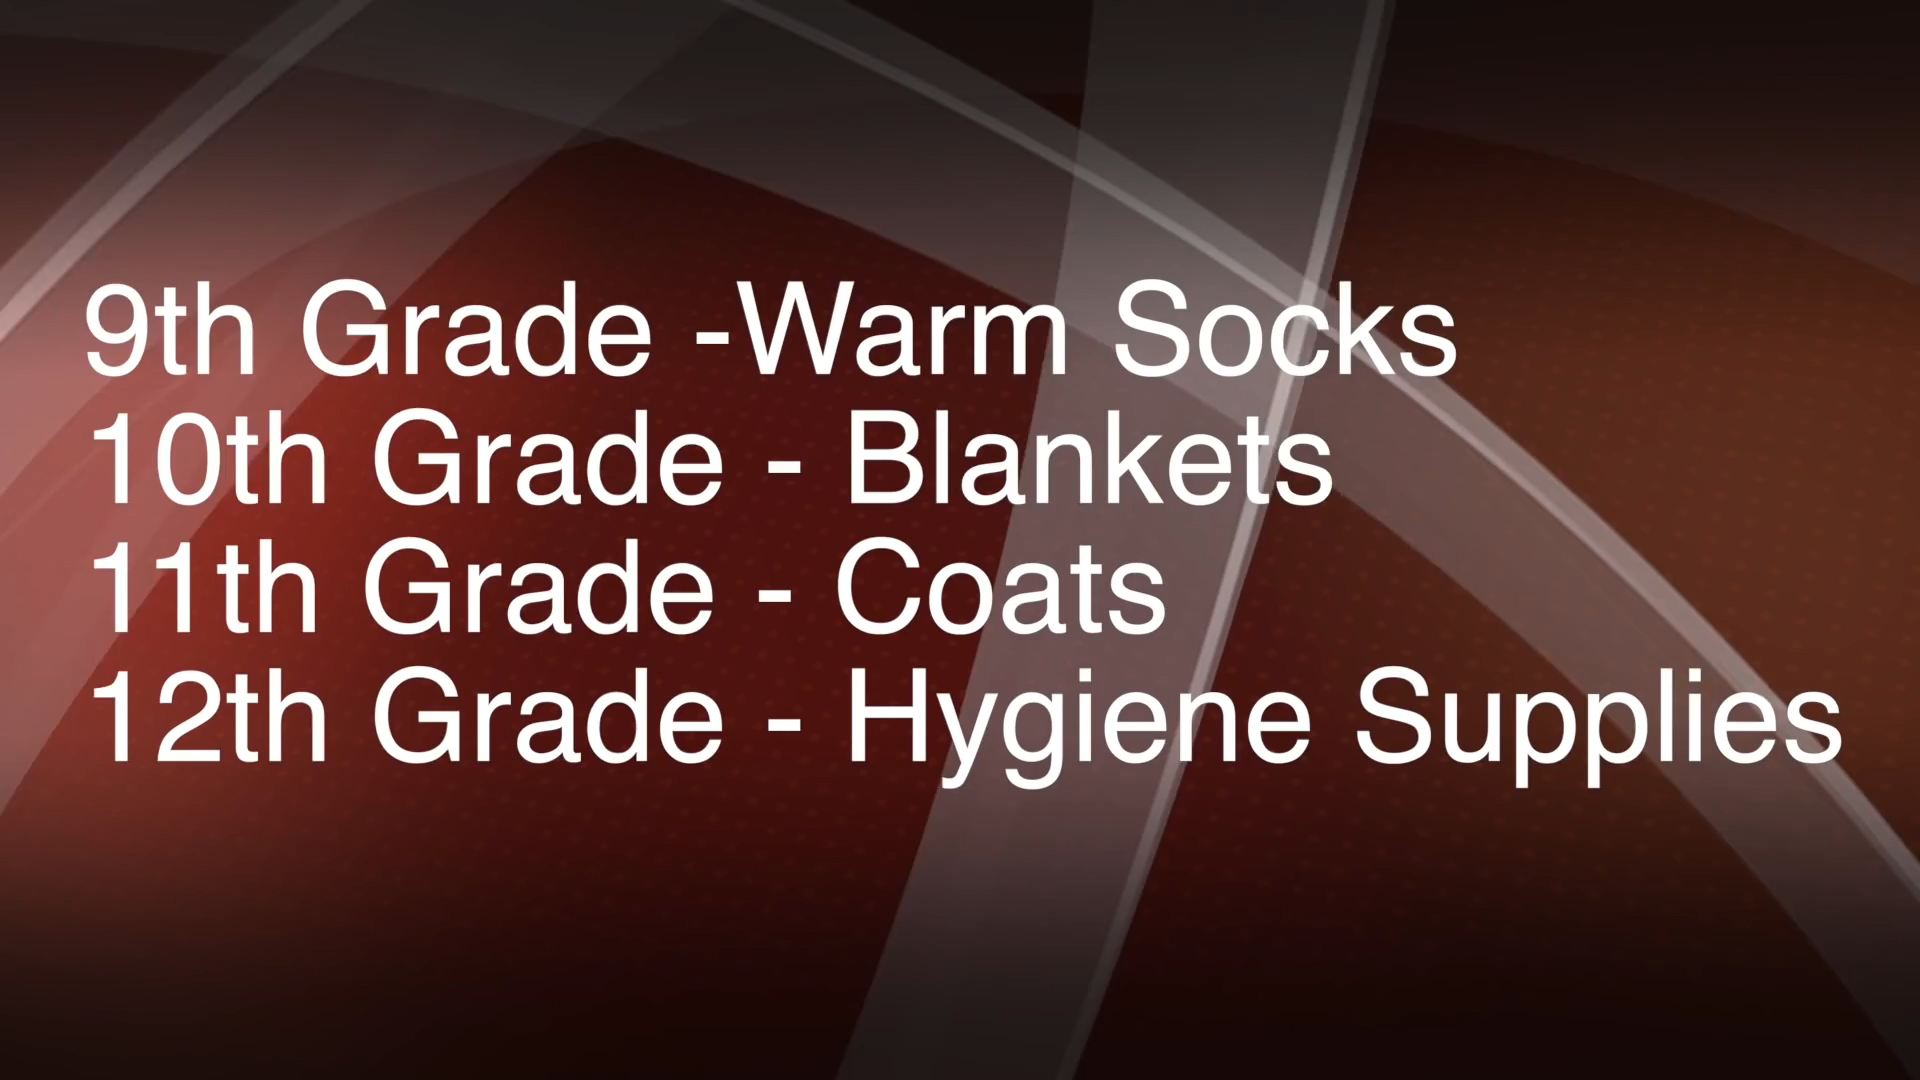 9th Grade -Warm Socks
10th Grade - Blankets
11th Grade - Coats
12th Grade - Hygiene Supplies